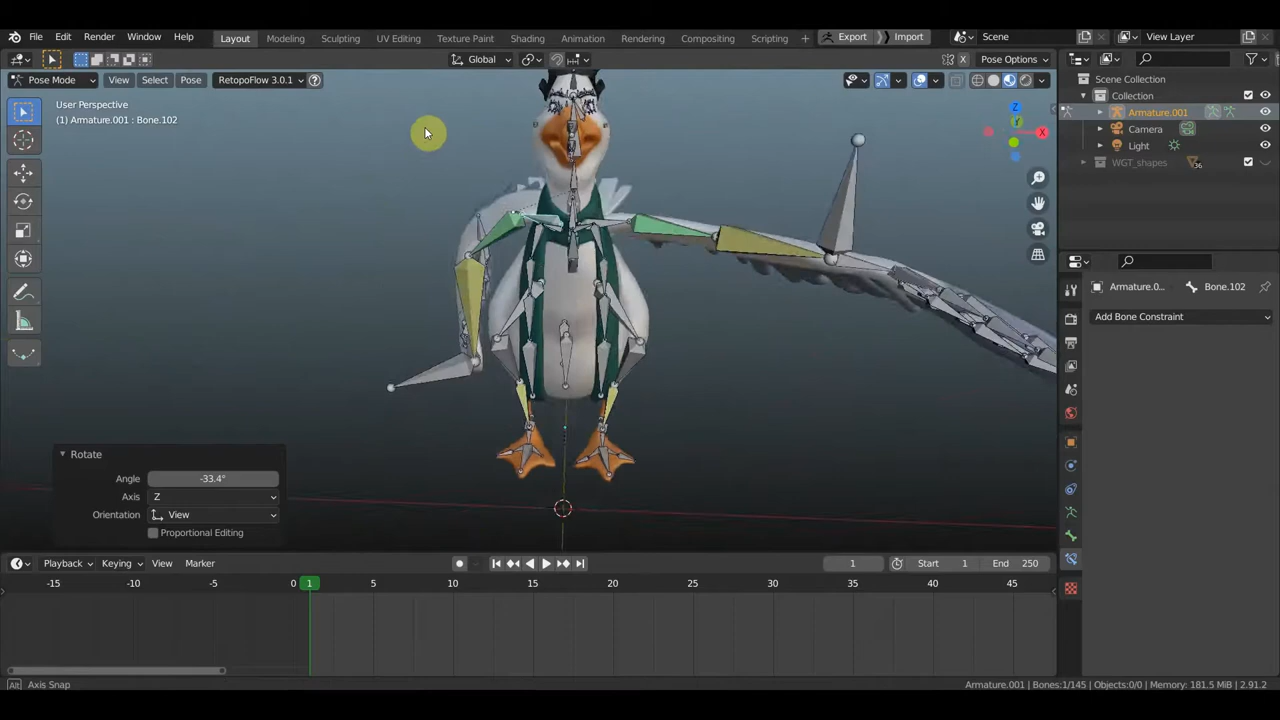 File Edit Render Window Help Layout Modeling Sculpting UV Editing Texture Paint Shading Animation Rendering Compositing Scripting + Export Import Scene View Layer
Global Pose Options
Pose Mode View Select Pose RetopoFlow 3.0.1
User Perspective
(1) Armature.001 : Bone.102
Z
X
Y
Scene Collection
Collection
Armature.001
Camera
Light
WGT_shapes 36
Armature.0... Bone.102
Add Bone Constraint
Rotate
Angle -33.4°
Axis Z
Orientation View
Proportional Editing
Playback Keying View Marker 1 Start 1 End 250
-15 -10 -5 0 1 5 10 15 20 25 30 35 40 45
Alt Axis Snap Armature.001 | Bones:1/145 | Objects:0/0 | Memory: 181.5 MiB | 2.91.2